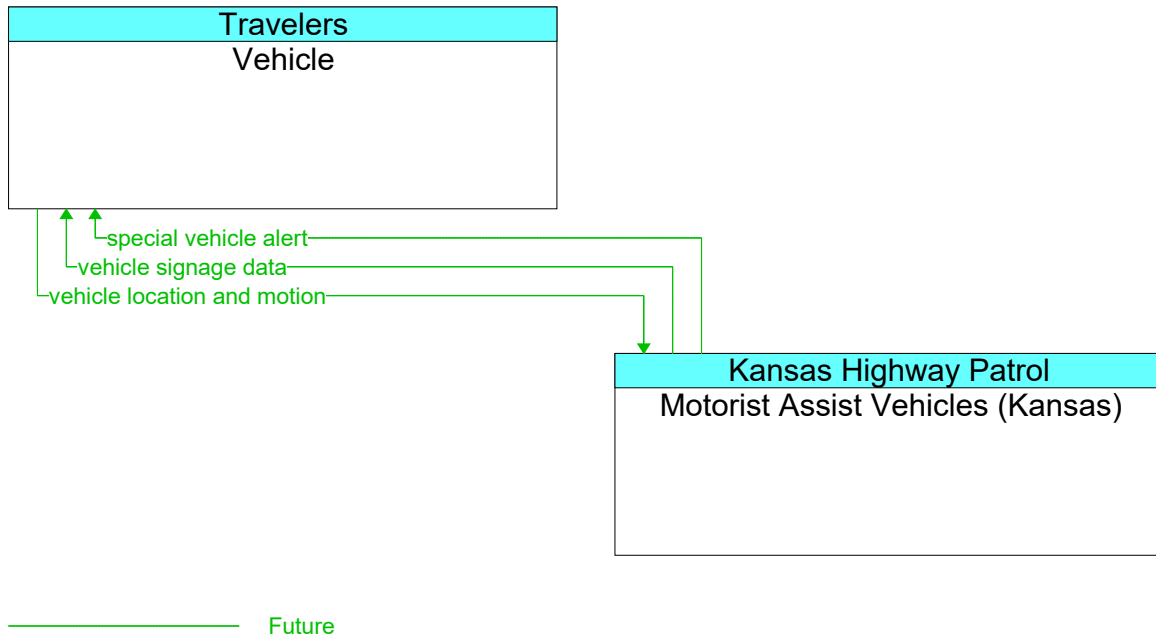 Travelers
Vehicle
special vehicle alert
vehicle signage data
vehicle location and motion
Kansas Highway Patrol
Motorist Assist Vehicles (Kansas)
Future